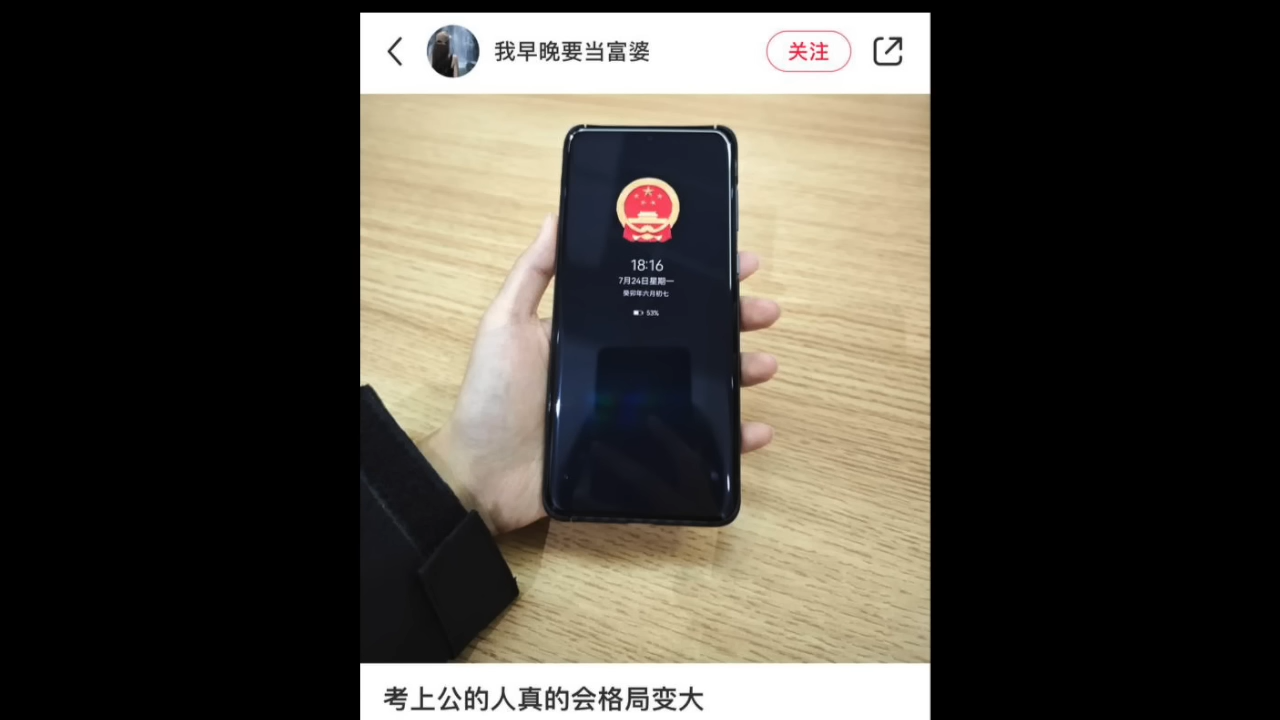 我早晚要当富婆
关注
18:16
7月24日星期一
癸卯年六月初七
53%
考上公的人真的会格局变大